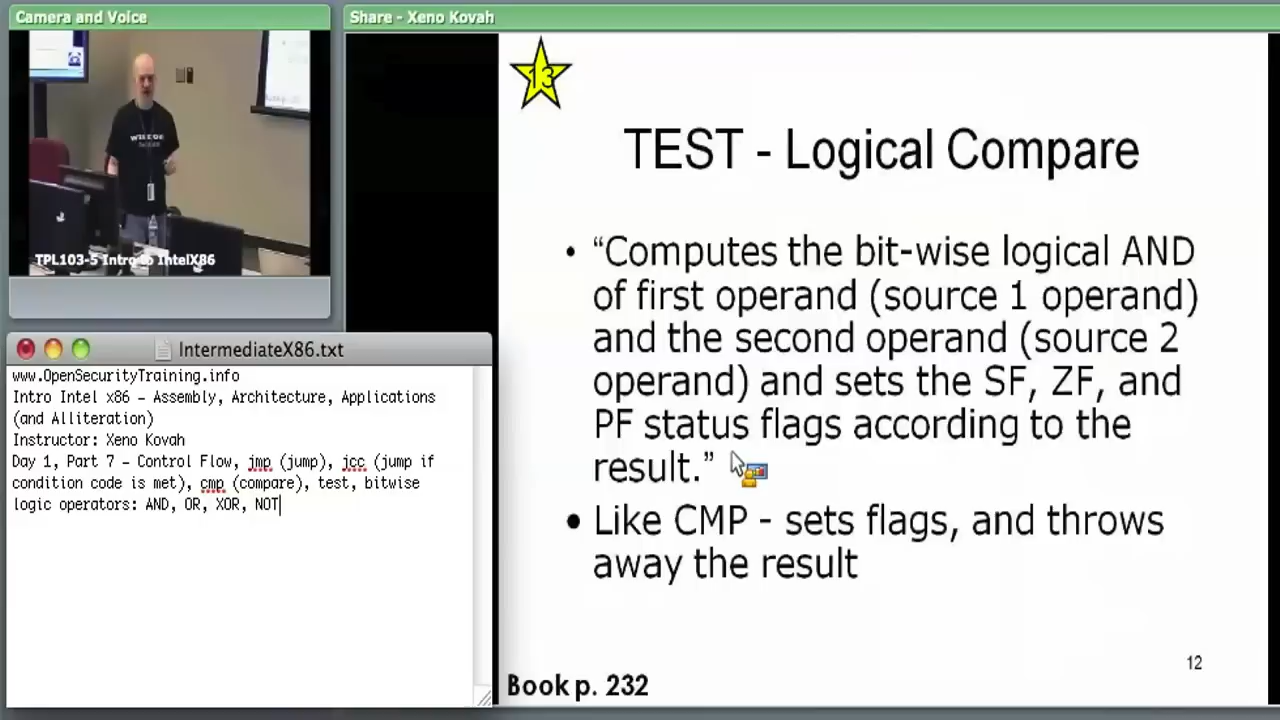 Camera and Voice
TPL103-5 Intro to IntelX86
IntermediateX86.txt
www.OpenSecurityTraining.info
Intro Intel x86 – Assembly, Architecture, Applications
(and Alliteration)
Instructor: Xeno Kovah
Day 1, Part 7 – Control Flow, jmp (jump), jcc (jump if
condition code is met), cmp (compare), test, bitwise
logic operators: AND, OR, XOR, NOT
Share - Xeno Kovah
13
TEST - Logical Compare
• “Computes the bit-wise logical AND
of first operand (source 1 operand)
and the second operand (source 2
operand) and sets the SF, ZF, and
PF status flags according to the
result.”
• Like CMP - sets flags, and throws
away the result
12
Book p. 232